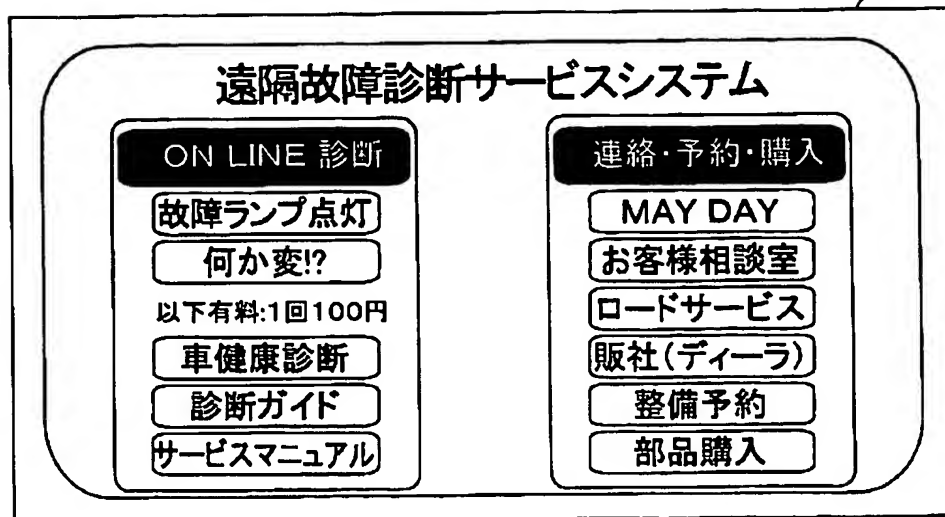 遠隔故障診断サービスシステム
ON LINE 診断
故障ランプ点灯
何か変!?
以下有料:1回100円
車健康診断
診断ガイド
サービスマニュアル
連絡・予約・購入
MAY DAY
お客様相談室
ロードサービス
販社(ディーラ)
整備予約
部品購入